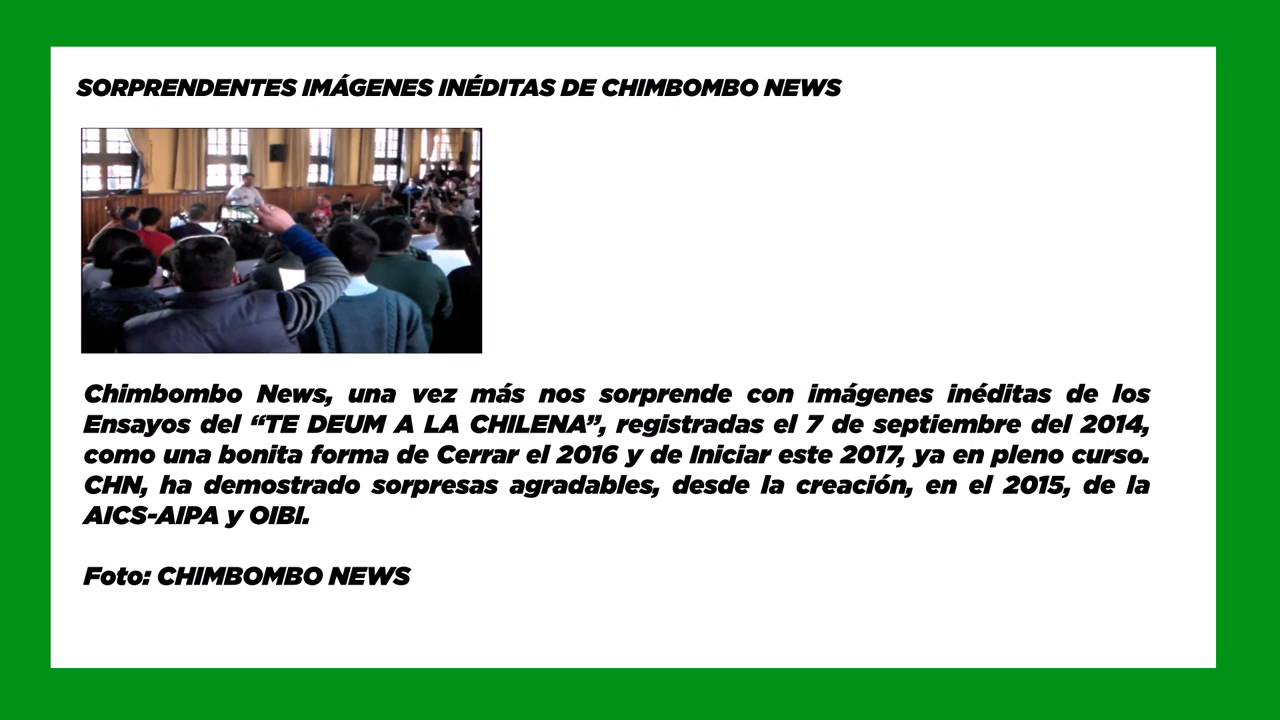 SORPRENDENTES IMÁGENES INÉDITAS DE CHIMBOMBO NEWS
Chimbombo News, una vez más nos sorprende con imágenes inéditas de los
Ensayos del “TE DEUM A LA CHILENA”, registradas el 7 de septiembre del 2014,
como una bonita forma de Cerrar el 2016 y de Iniciar este 2017, ya en pleno curso.
CHN, ha demostrado sorpresas agradables, desde la creación, en el 2015, de la
AICS-AIPA y OIBI.
Foto: CHIMBOMBO NEWS